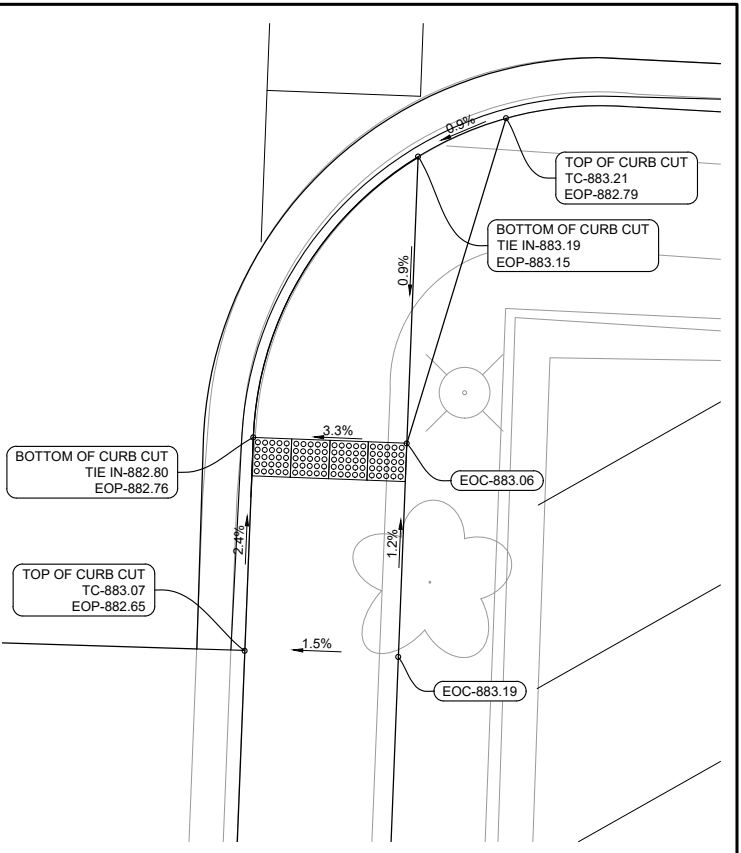 0.9%
TOP OF CURB CUT
TC-883.21
EOP-882.79
BOTTOM OF CURB CUT
TIE IN-883.19
EOP-883.15
0.9%
3.3%
BOTTOM OF CURB CUT
TIE IN-882.80
EOP-882.76
EOC-883.06
2.4%
1.2%
TOP OF CURB CUT
TC-883.07
EOP-882.65
1.5%
EOC-883.19